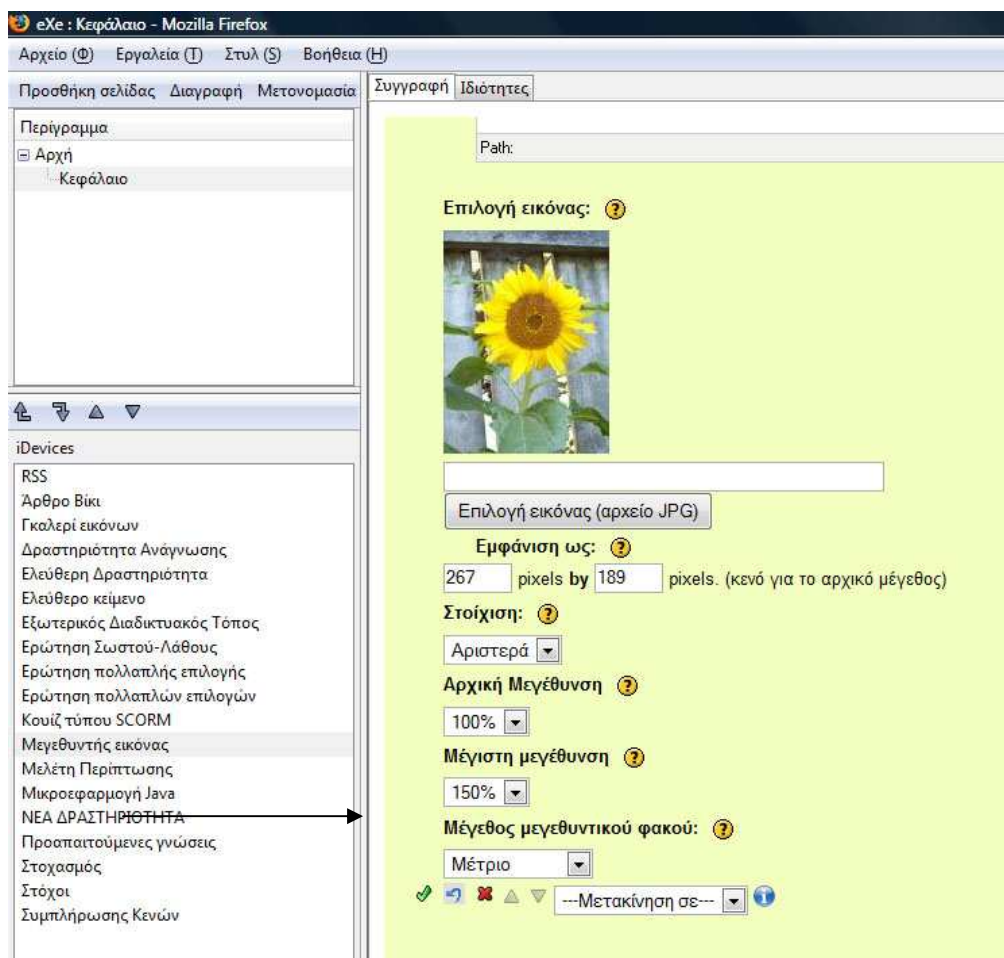 eXe : Κεφάλαιο - Mozilla Firefox
Αρχείο (Φ) Εργαλεία (Τ) Στυλ (S) Βοήθεια (Η)
Προσθήκη σελίδας Διαγραφή Μετονομασία
Περίγραμμα
Αρχή
Κεφάλαιο
iDevices
RSS
Άρθρο Βίκι
Γκαλερί εικόνων
Δραστηριότητα Ανάγνωσης
Ελεύθερη Δραστηριότητα
Ελεύθερο κείμενο
Εξωτερικός Διαδικτυακός Τόπος
Ερώτηση Σωστού-Λάθους
Ερώτηση πολλαπλής επιλογής
Ερώτηση πολλαπλών επιλογών
Κουίζ τύπου SCORM
Μεγεθυντής εικόνας
Μελέτη Περίπτωσης
Μικροεφαρμογή Java
ΝΕΑ ΔΡΑΣΤΗΡΙΟΤΗΤΑ
Προαπαιτούμενες γνώσεις
Στοχασμός
Στόχοι
Συμπλήρωσης Κενών
Συγγραφή Ιδιότητες
Path:
Επιλογή εικόνας: ?
Επιλογή εικόνας (αρχείο JPG)
Εμφάνιση ως: ?
267 pixels by 189 pixels. (κενό για το αρχικό μέγεθος)
Στοίχιση: ?
Αριστερά
Αρχική Μεγέθυνση ?
100%
Μέγιστη μεγέθυνση ?
150%
Μέγεθος μεγεθυντικού φακού: ?
Μέτριο
---Μετακίνηση σε--- i